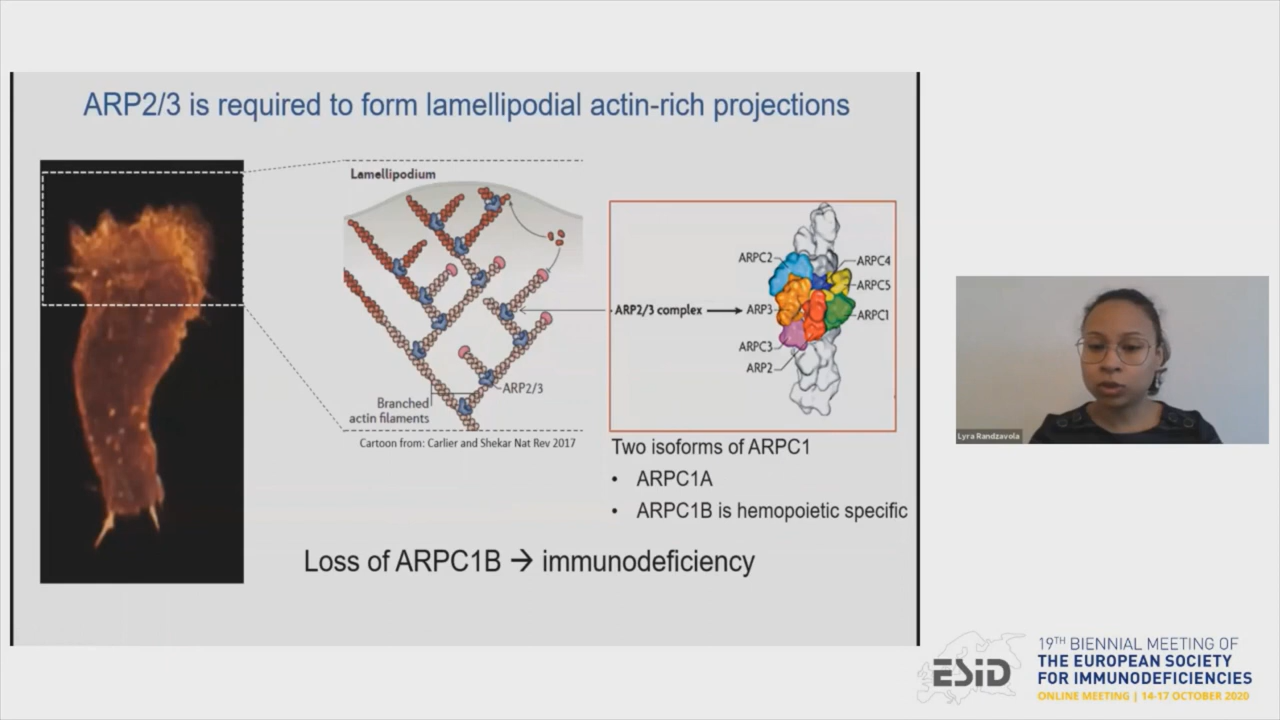 ARP2/3 is required to form lamellipodial actin-rich projections
Lamellipodium
ARP2/3
Branched
actin filaments
Cartoon from: Carlier and Shekar Nat Rev 2017
ARP2/3 complex
ARPC2
ARPC4
ARPC5
ARP3
ARPC1
ARPC3
ARP2
Two isoforms of ARPC1
• ARPC1A
• ARPC1B is hemopoietic specific
Loss of ARPC1B → immunodeficiency
Lyra Randzavola
ESiD
19TH BIENNIAL MEETING OF
THE EUROPEAN SOCIETY
FOR IMMUNODEFICIENCIES
ONLINE MEETING | 14-17 OCTOBER 2020